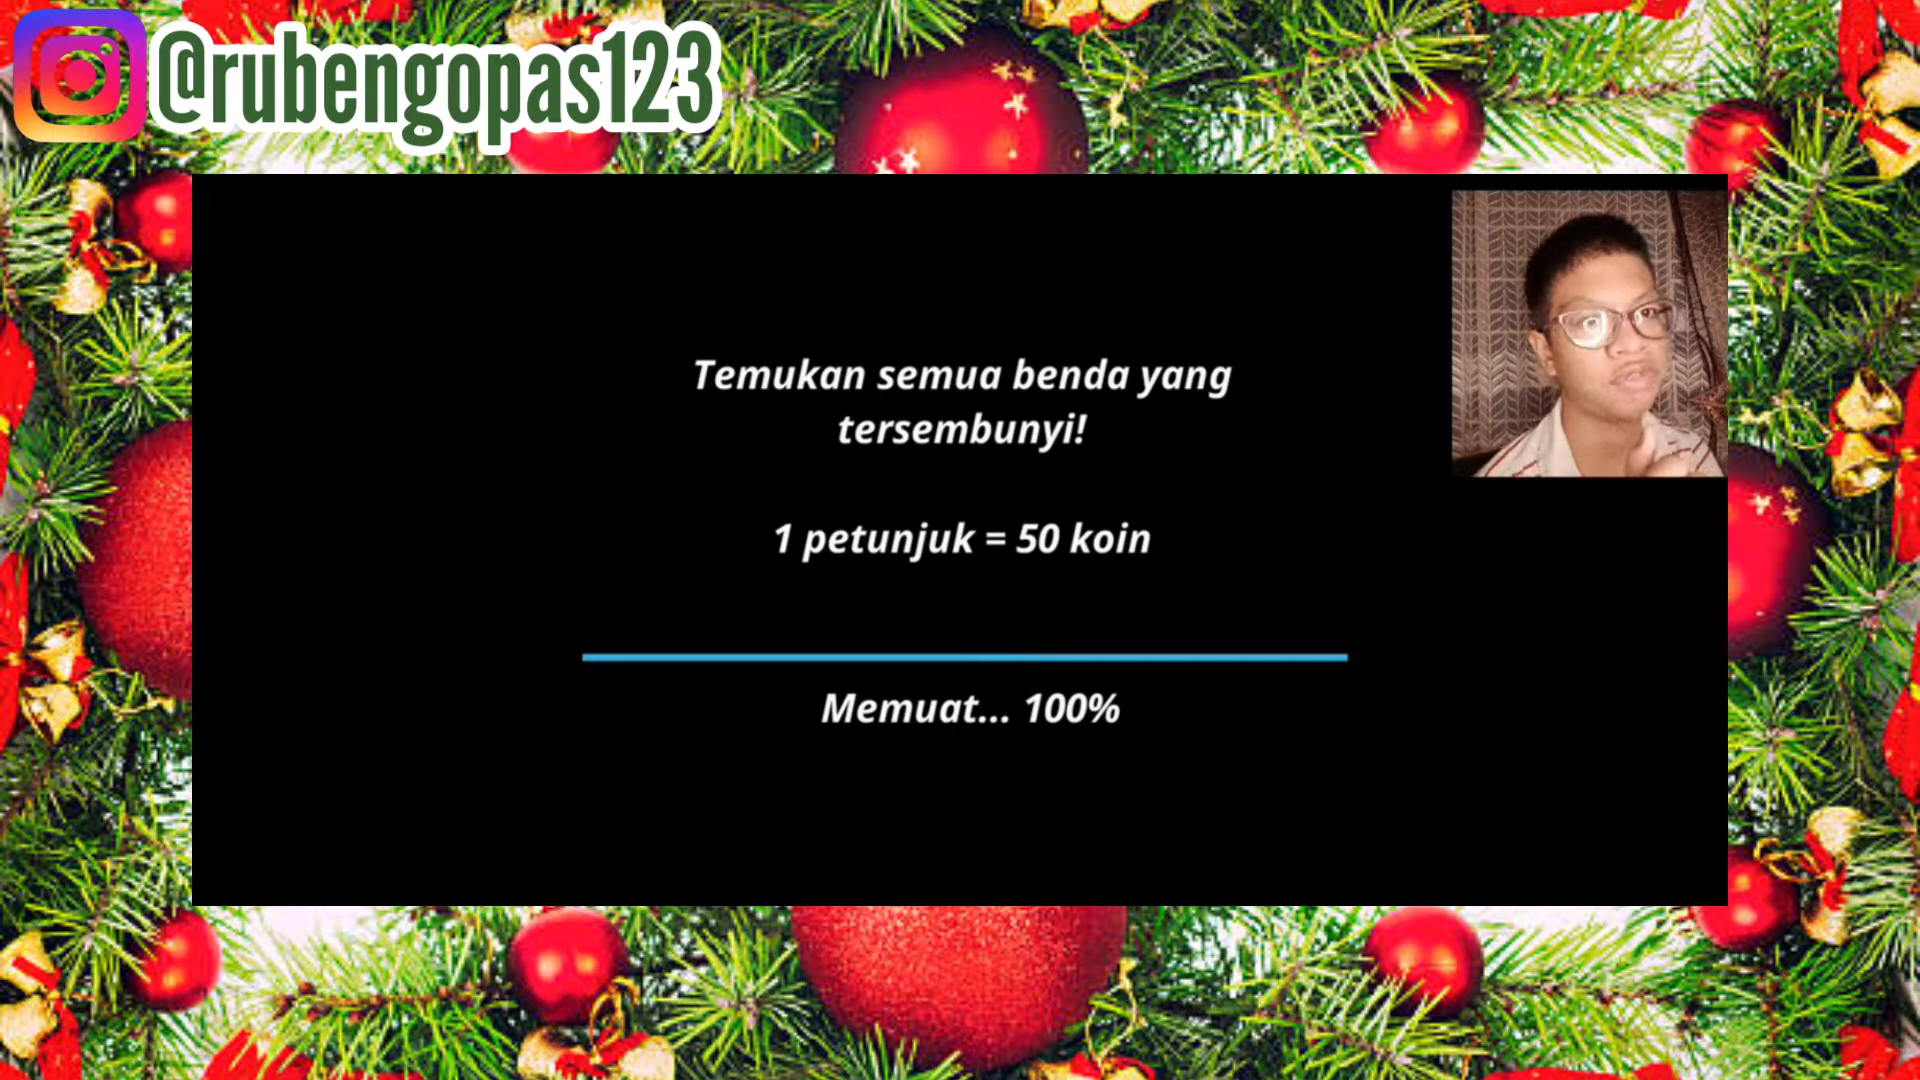 @rubengopas123
Temukan semua benda yang
tersembunyi!
1 petunjuk = 50 koin
Memuat... 100%